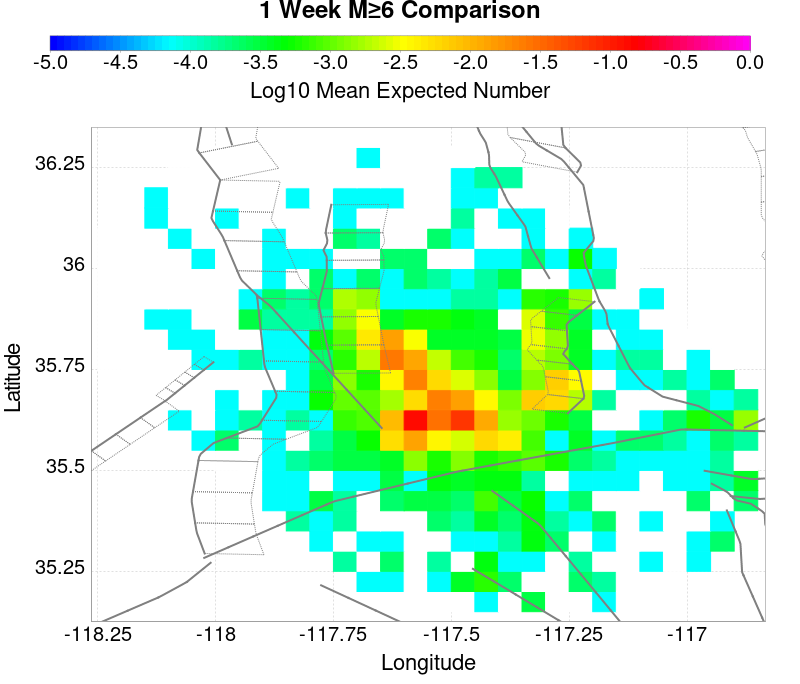 1 Week M≥6 Comparison
-5.0 -4.5 -4.0 -3.5 -3.0 -2.5 -2.0 -1.5 -1.0 -0.5 0.0
Log10 Mean Expected Number
36.25
36
35.75
35.5
35.25
Latitude
-118.25 -118 -117.75 -117.5 -117.25 -117
Longitude